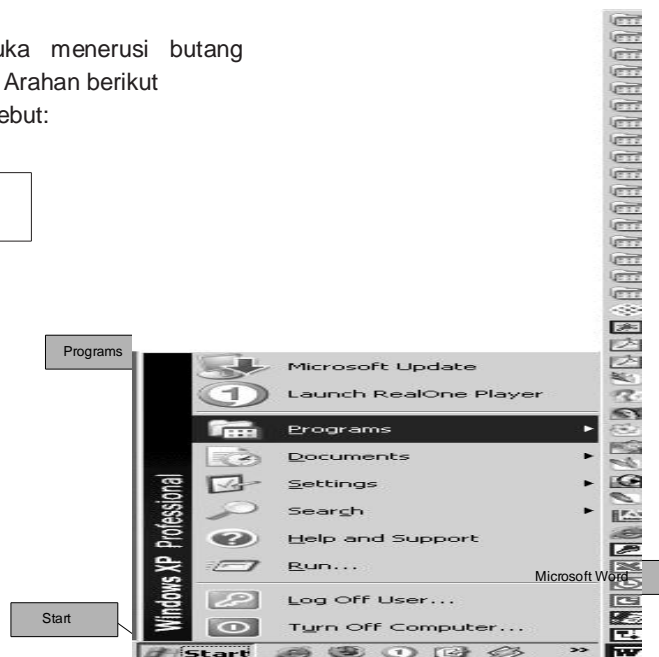 uka menerusi butang
Arahan berikut
ebut:
Programs
Microsoft Update
Launch RealOne Player
Programs
Documents
Settings
Search
Help and Support
Run...
Microsoft Word
Log Off User...
Turn Off Computer...
Windows XP Professional
Start
Start
>>